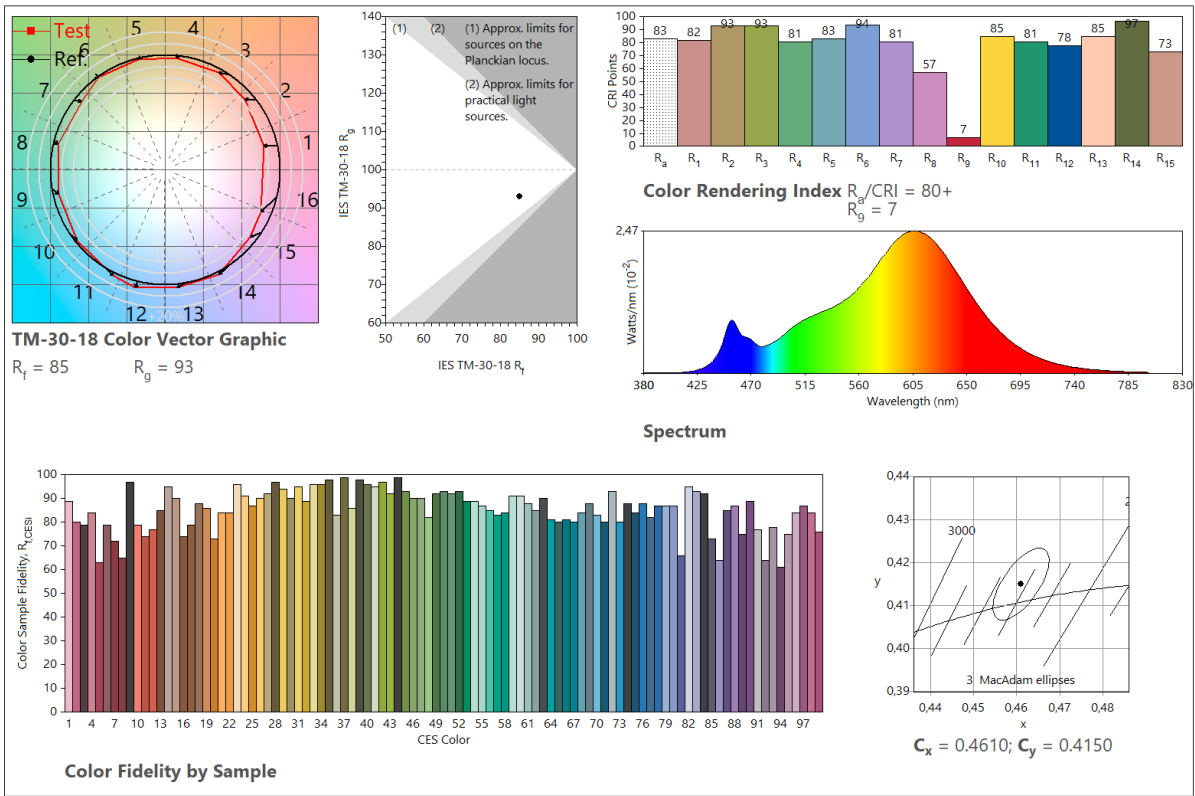 Test
Ref.
5
4
6
3
7
2
8
1
9
16
10
15
11
14
12
13
+20%
TM-30-18 Color Vector Graphic
Rf = 85
Rg = 93
140
130
120
110
100
90
80
70
60
(1)
(2)
(1) Approx. limits for
sources on the
Planckian locus.
(2) Approx. limits for
practical light
sources.
IES TM-30-18 Rg
50 60 70 80 90 100
IES TM-30-18 Rf
100
90
80
70
60
50
40
30
20
10
0
CRI Points
83 82 93 93 81 83 94 81 57 7 85 81 78 85 97 73
Ra R1 R2 R3 R4 R5 R6 R7 R8 R9 R10 R11 R12 R13 R14 R15
Color Rendering Index Ra/CRI = 80+
R9 = 7
2,47
Watts/nm (10-2)
380 425 470 515 560 605 650 695 740 785 830
Wavelength (nm)
Spectrum
100
90
80
70
60
50
40
30
20
10
0
Color Sample Fidelity, Rf,CESi
1 4 7 10 13 16 19 22 25 28 31 34 37 40 43 46 49 52 55 58 61 64 67 70 73 76 79 82 85 88 91 94 97
CES Color
Color Fidelity by Sample
0,44
0,43
0,42
0,41
0,40
0,39
y
3000
2
3 MacAdam ellipses
0,44 0,45 0,46 0,47 0,48
x
Cx = 0.4610; Cy = 0.4150